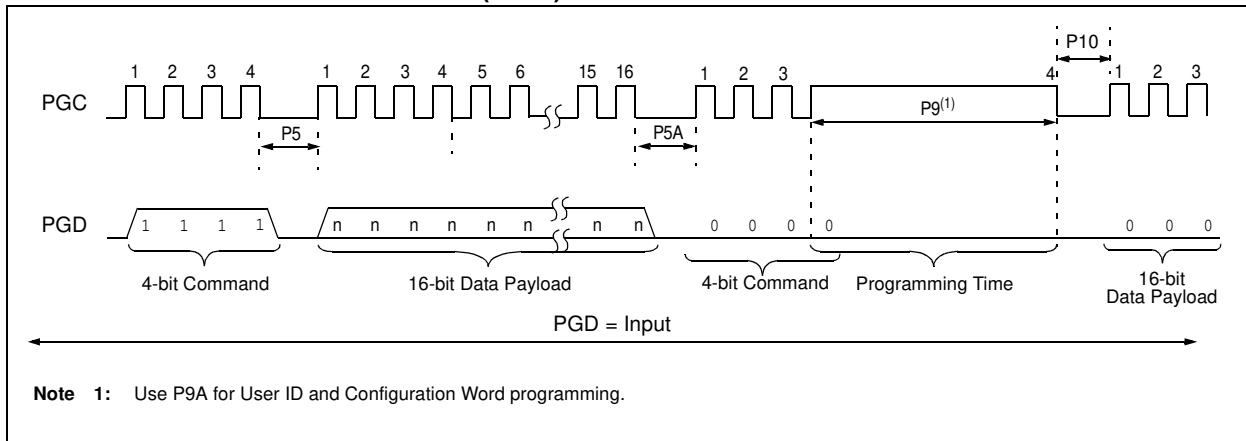 P10
1 2 3 4 1 2 3 4 5 6 15 16 1 2 3 4 1 2 3
PGC
P9(1)
P5
P5A
PGD
1 1 1 1 n n n n n n n n 0 0 0 0 0 0 0
4-bit Command
16-bit Data Payload
4-bit Command
Programming Time
16-bit
Data Payload
PGD = Input
Note 1: Use P9A for User ID and Configuration Word programming.